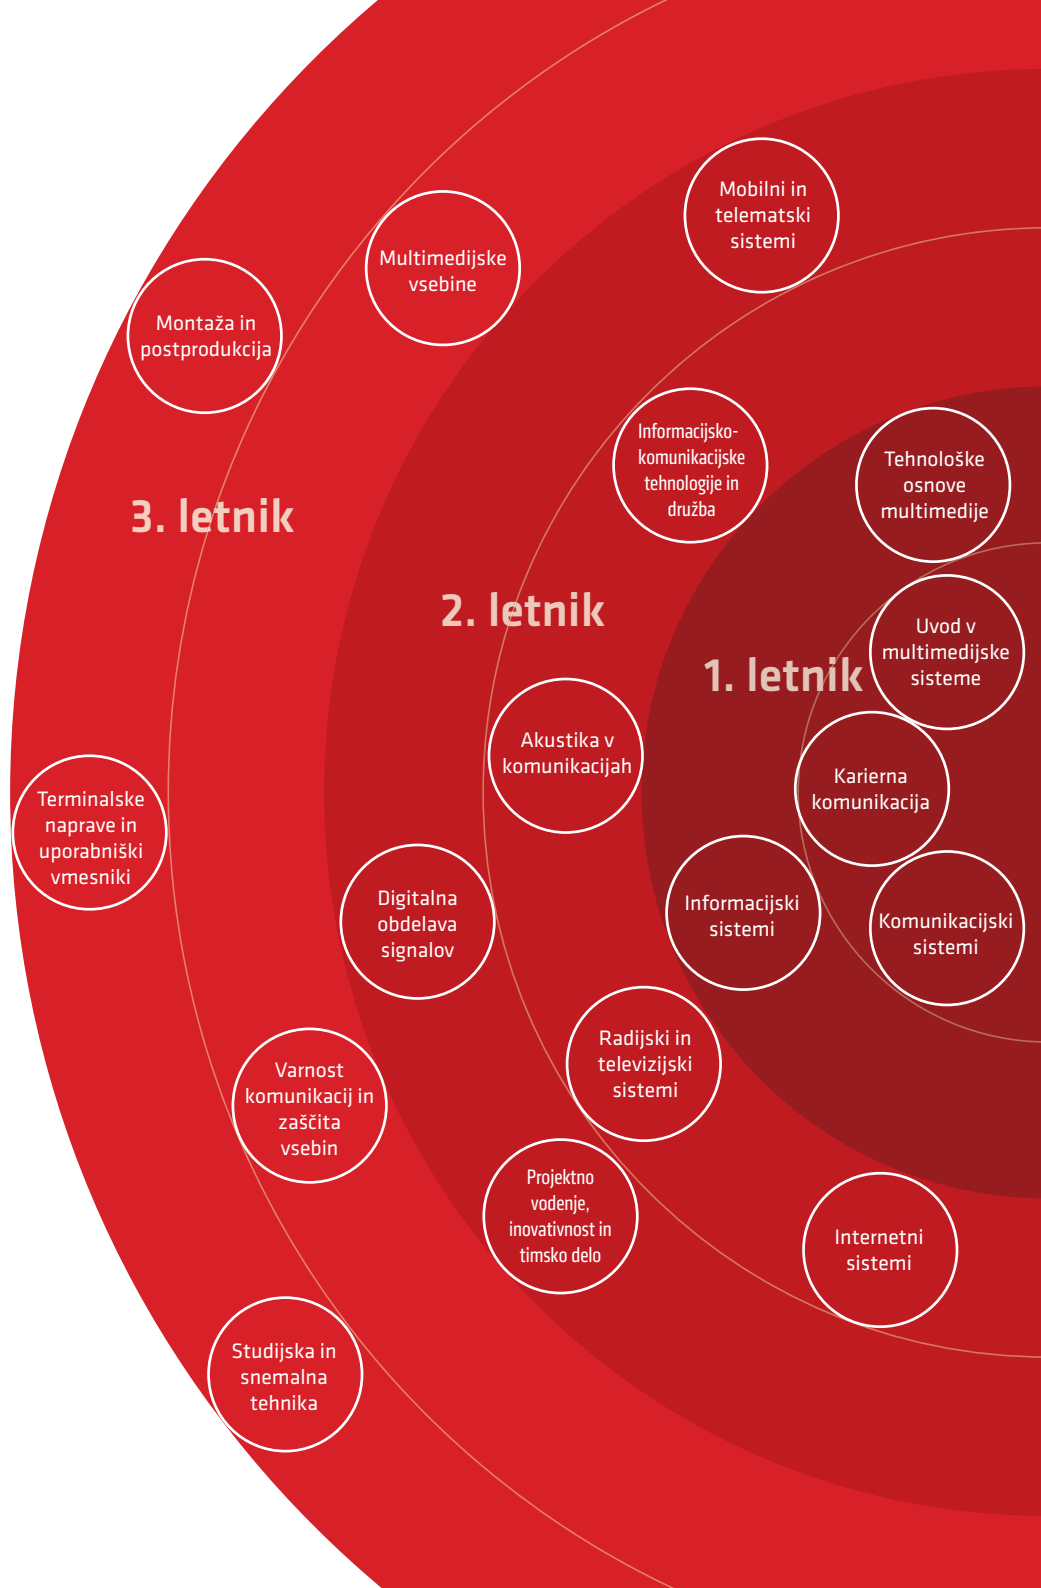 Mobilni in
telematski
sistemi
Multimedijske
vsebine
Montaža in
postprodukcija
Informacijsko-
komunikacijske
tehnologije in
družba
Tehnološke
osnove
multimedije
3. letnik
2. letnik
1. letnik
Uvod v
multimedijske
sisteme
Akustika v
komunikacijah
Karierna
komunikacija
Terminalske
naprave in
uporabniški
vmesniki
Digitalna
obdelava
signalov
Informacijski
sistemi
Komunikacijski
sistemi
Radijski in
televizijski
sistemi
Varnost
komunikacij in
zaščita
vsebin
Projektno
vodenje,
inovativnost in
timsko delo
Internetni
sistemi
Studijska in
snemalna
tehnika